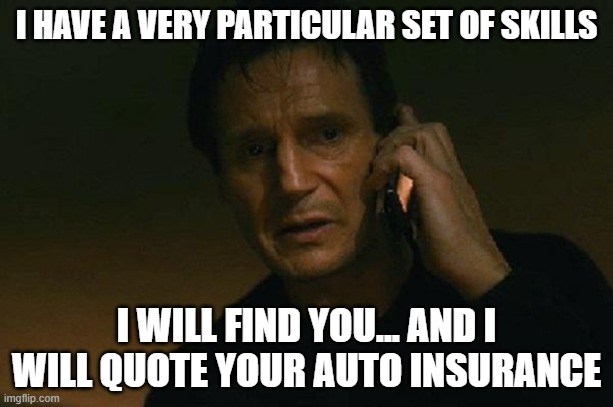 I HAVE A VERY PARTICULAR SET OF SKILLS
I WILL FIND YOU... AND I
WILL QUOTE YOUR AUTO INSURANCE
imgflip.com